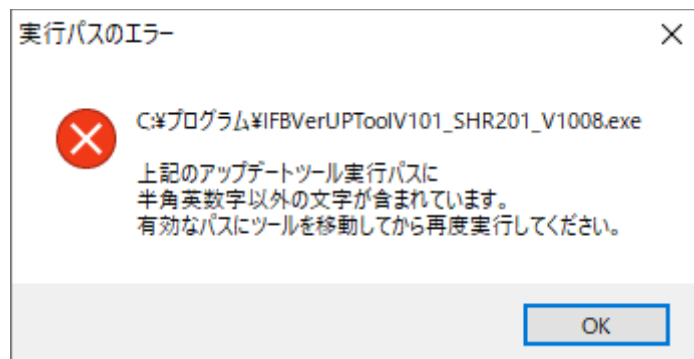 実行パスのエラー
C:¥プログラム¥IFBVerUPToolV101_SHR201_V1008.exe
上記のアップデートツール実行パスに
半角英数字以外の文字が含まれています。
有効なパスにツールを移動してから再度実行してください。
OK